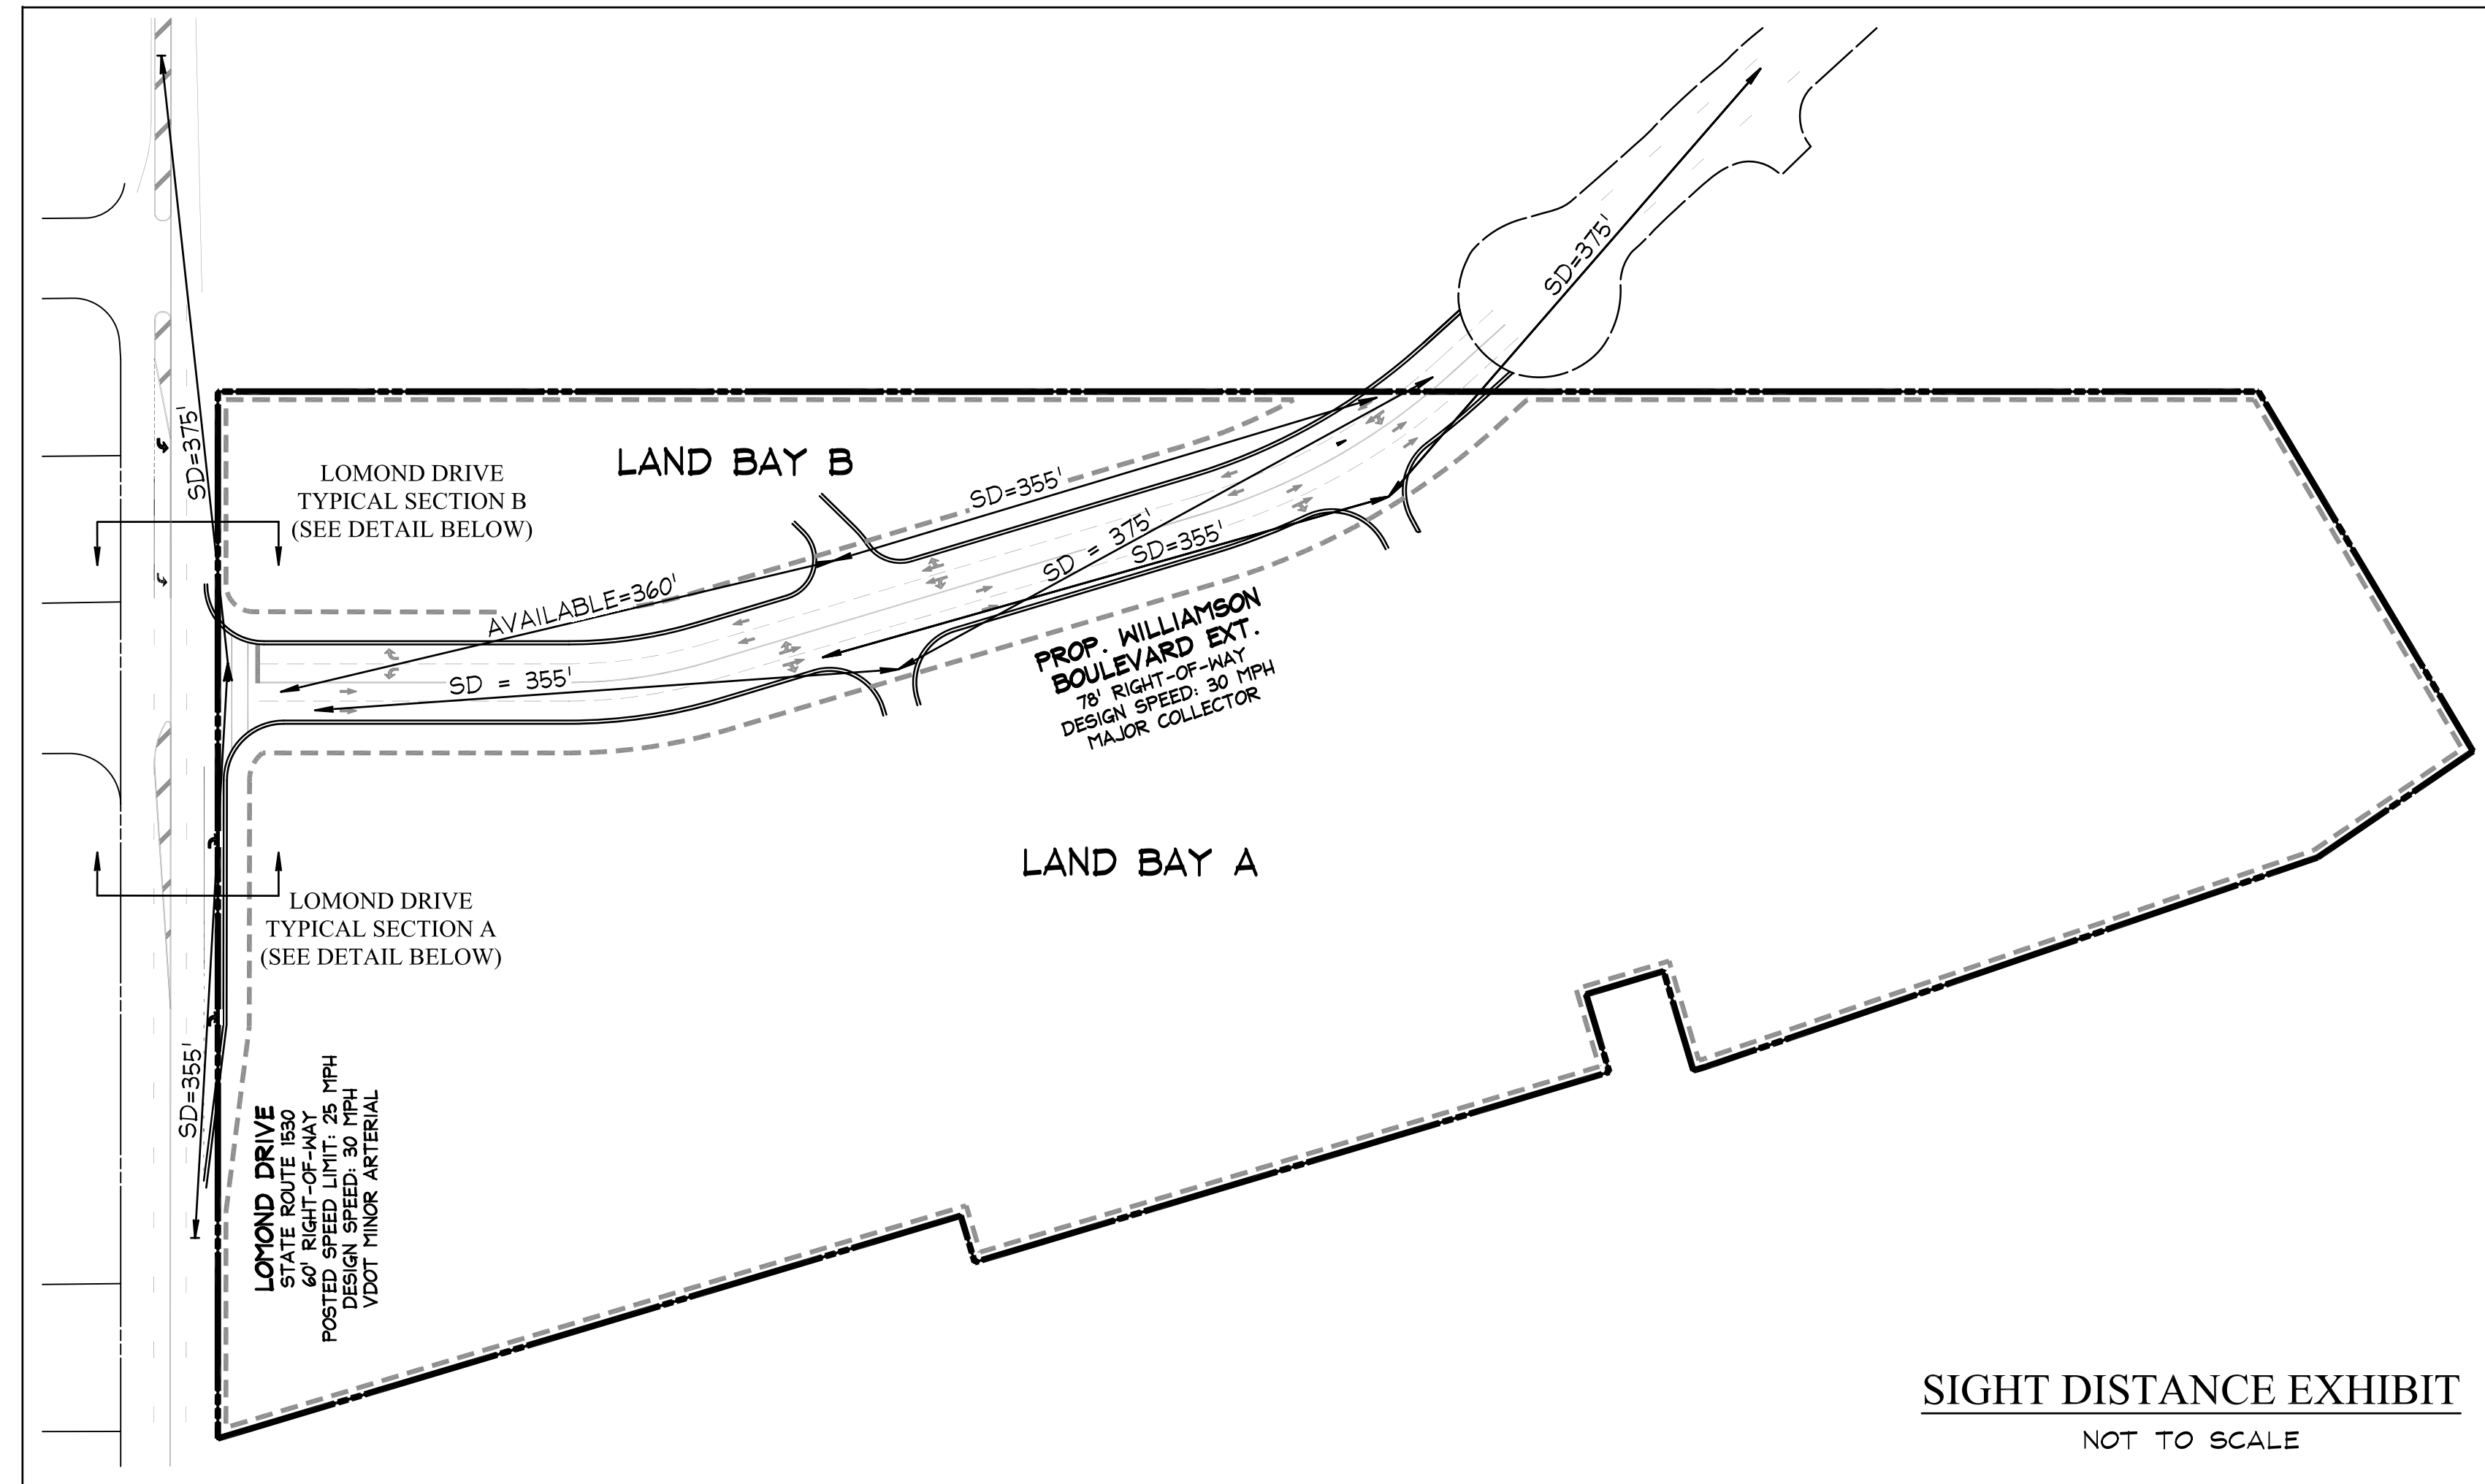 SD=375'
SD=375'
LAND BAY B
LOMOND DRIVE
TYPICAL SECTION B
(SEE DETAIL BELOW)
SD=355'
SD = 375'
SD=355'
AVAILABLE=360'
SD = 355'
PROP. WILLIAMSON
BOULEVARD EXT.
78' RIGHT-OF-WAY
DESIGN SPEED: 30 MPH
MAJOR COLLECTOR
LAND BAY A
LOMOND DRIVE
TYPICAL SECTION A
(SEE DETAIL BELOW)
SD=355'
LOMOND DRIVE
STATE ROUTE 1530
60' RIGHT-OF-WAY
POSTED SPEED LIMIT: 25 MPH
DESIGN SPEED: 30 MPH
VDOT MINOR ARTERIAL
SIGHT DISTANCE EXHIBIT
NOT TO SCALE